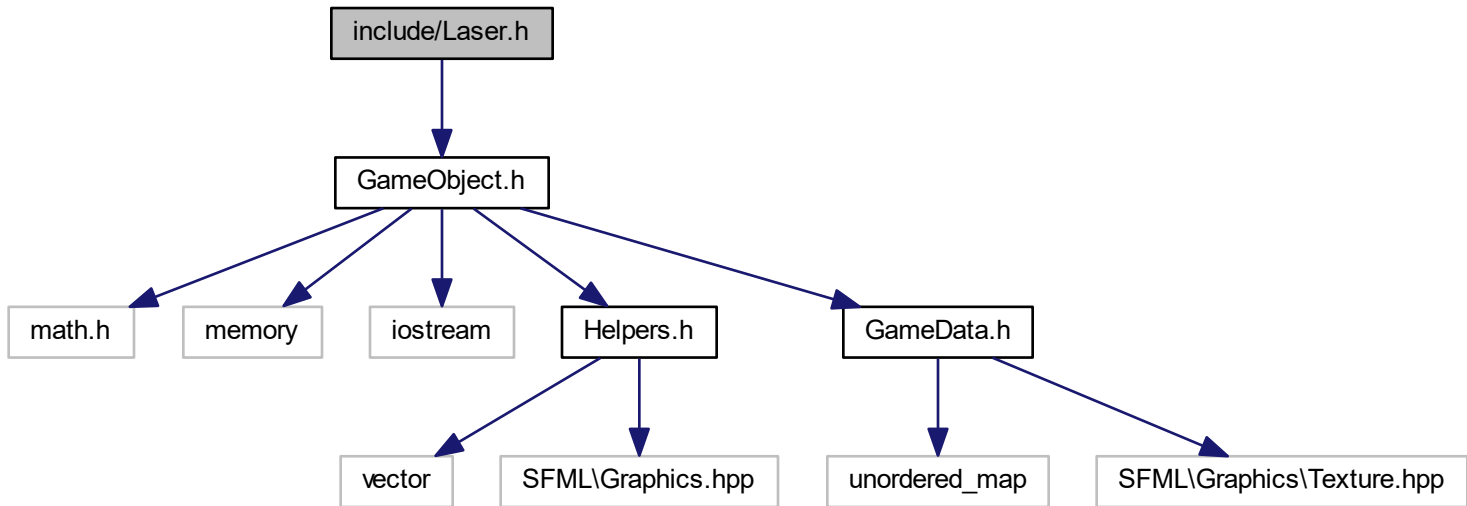 include/Laser.h
GameObject.h
math.h
memory
iostream
Helpers.h
GameData.h
vector
SFML\Graphics.hpp
unordered_map
SFML\Graphics\Texture.hpp